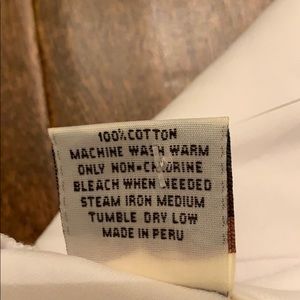 100% COTTON
MACHINE WASH WARM
ONLY NON-CHLORINE
BLEACH WHEN NEEDED
STEAM IRON MEDIUM
TUMBLE DRY LOW
MADE IN PERU